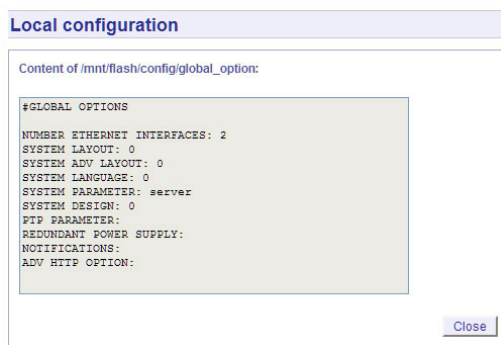 Local configuration
Content of /mnt/flash/config/global_option:
#GLOBAL OPTIONS
NUMBER ETHERNET INTERFACES: 2
SYSTEM LAYOUT: 0
SYSTEM ADV LAYOUT: 0
SYSTEM LANGUAGE: 0
SYSTEM PARAMETER: server
SYSTEM DESIGN: 0
PTP PARAMETER:
REDUNDANT POWER SUPPLY:
NOTIFICATIONS:
ADV HTTP OPTION:
Close